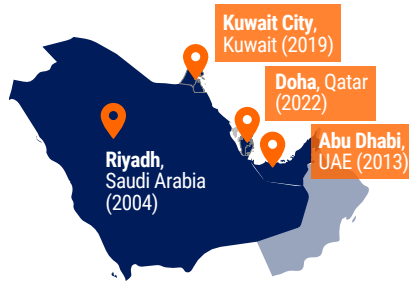 Kuwait City,
Kuwait (2019)
Doha, Qatar
(2022)
Abu Dhabi,
UAE (2013)
Riyadh,
Saudi Arabia
(2004)